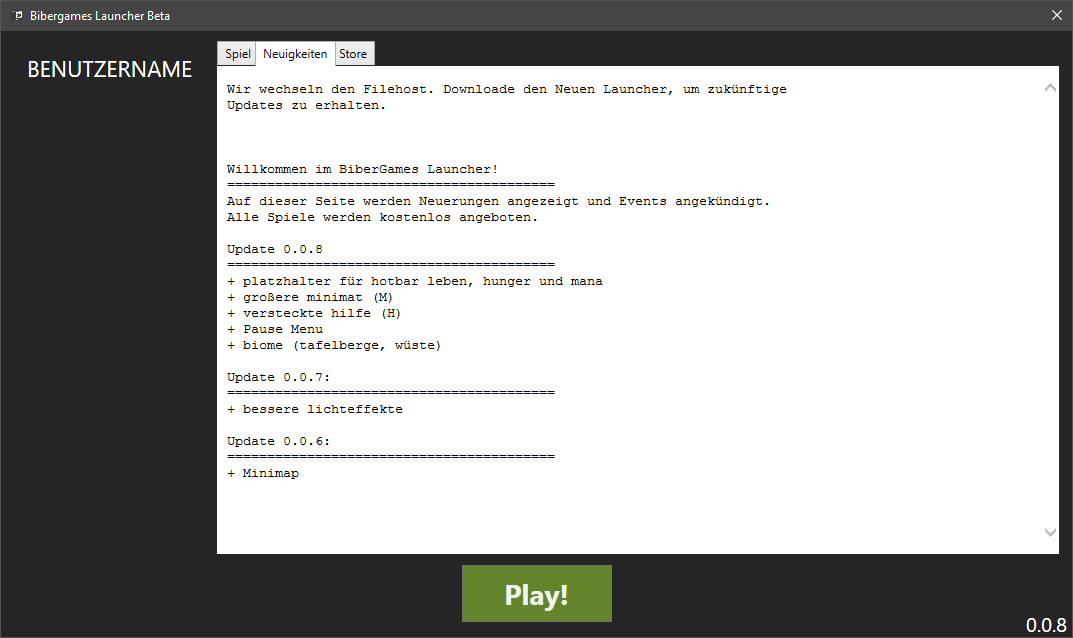 Bibergames Launcher Beta
BENUTZERNAME
Spiel Neuigkeiten Store
Wir wechseln den Filehost. Downloade den Neuen Launcher, um zukünftige
Updates zu erhalten.
Willkommen im BiberGames Launcher!
=========================================
Auf dieser Seite werden Neuerungen angezeigt und Events angekündigt.
Alle Spiele werden kostenlos angeboten.
Update 0.0.8
=========================================
+ platzhalter für hotbar leben, hunger und mana
+ großere minimat (M)
+ versteckte hilfe (H)
+ Pause Menu
+ biome (tafelberge, wüste)
Update 0.0.7:
=========================================
+ bessere lichteffekte
Update 0.0.6:
=========================================
+ Minimap
Play!
0.0.8